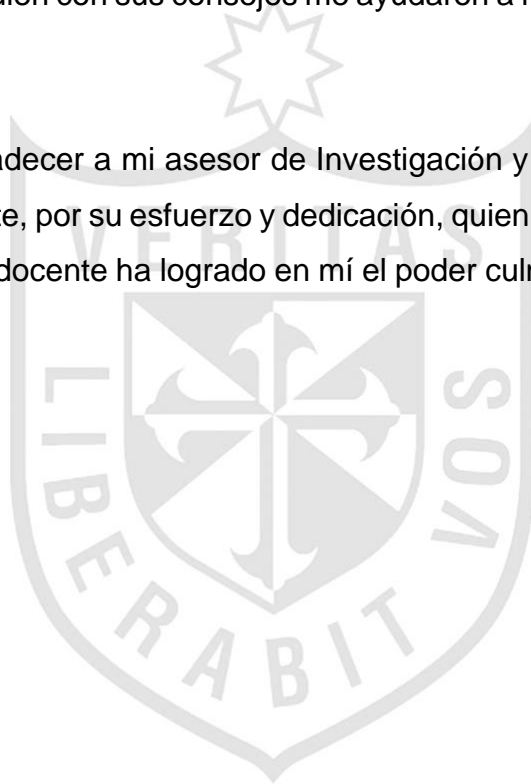 con sus consejos me ayudaron a
adecer a mi asesor de Investigación y
te, por su esfuerzo y dedicación, quien
docente ha logrado en mí el poder
VERITAS
LIBERABIT
VOS